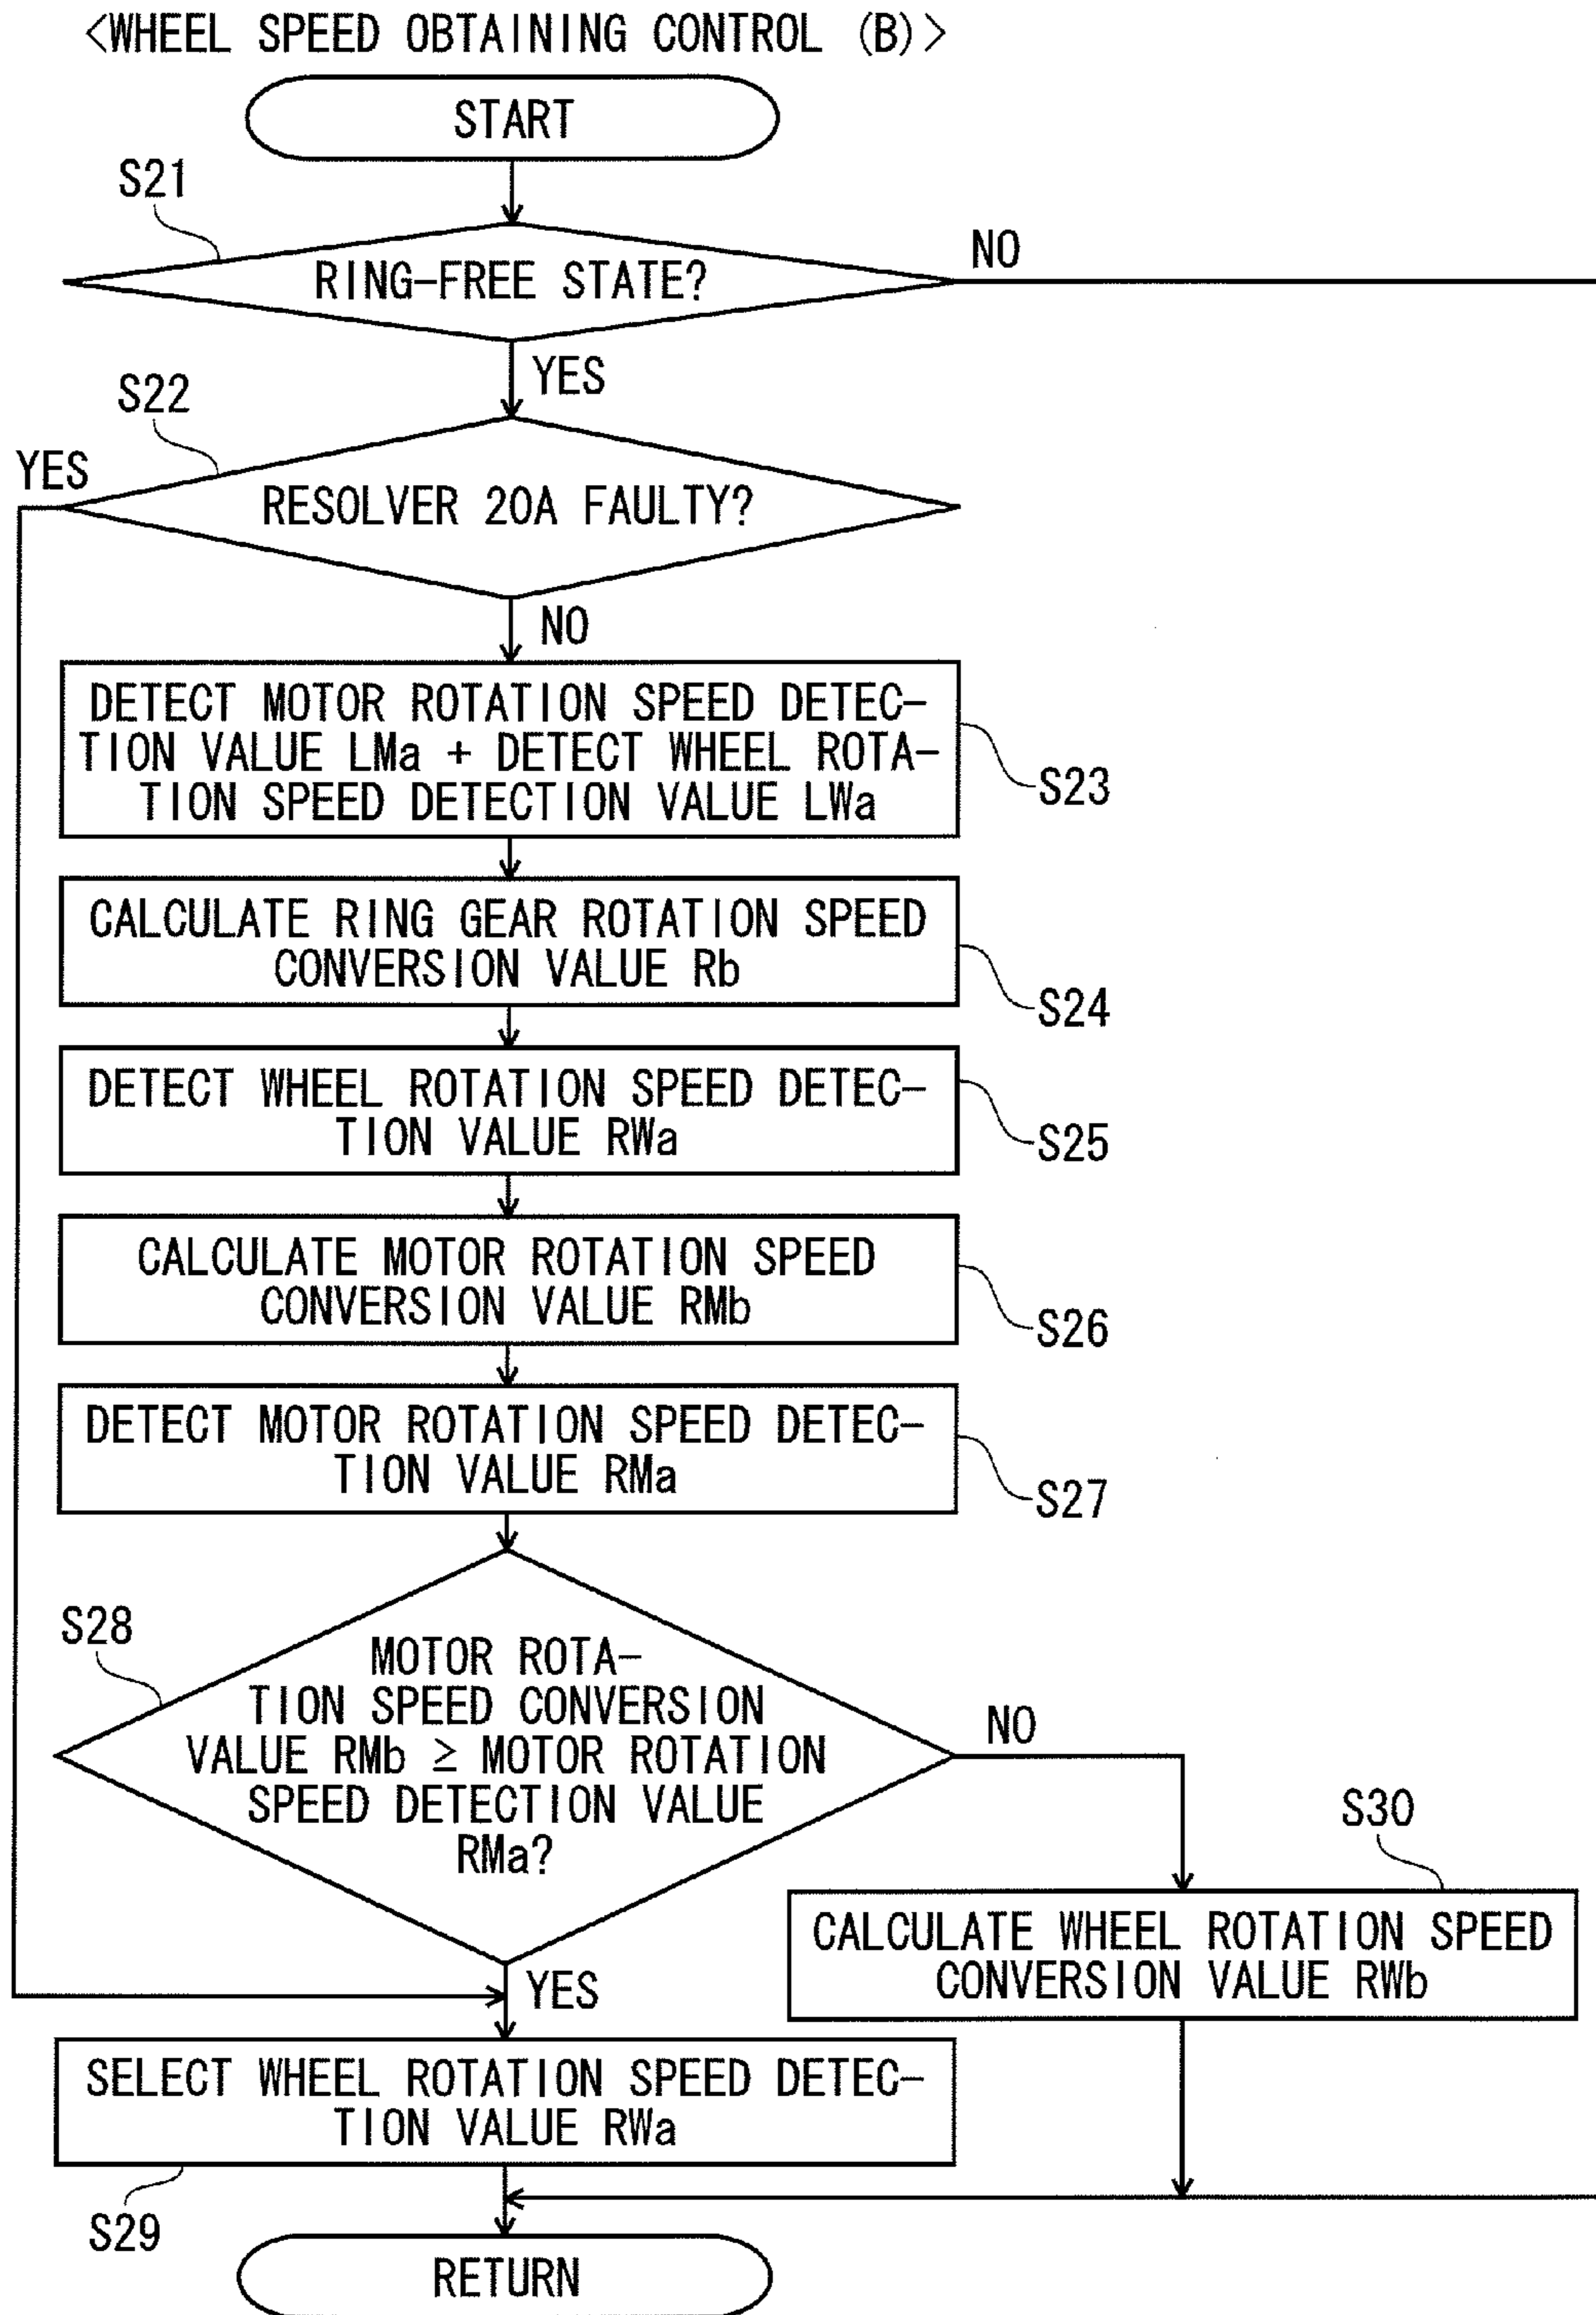 <WHEEL SPEED OBTAINING CONTROL (B)>
START
S21
RING-FREE STATE?
NO
YES
S22
YES
RESOLVER 20A FAULTY?
NO
DETECT MOTOR ROTATION SPEED DETEC-
TION VALUE LMa + DETECT WHEEL ROTA-
TION SPEED DETECTION VALUE LWa
S23
CALCULATE RING GEAR ROTATION SPEED
CONVERSION VALUE Rb
S24
DETECT WHEEL ROTATION SPEED DETEC-
TION VALUE RWa
S25
CALCULATE MOTOR ROTATION SPEED
CONVERSION VALUE RMb
S26
DETECT MOTOR ROTATION SPEED DETEC-
TION VALUE RMa
S27
S28
MOTOR ROTA-
TION SPEED CONVERSION
VALUE RMb ≥ MOTOR ROTATION
SPEED DETECTION VALUE
RMa?
NO
YES
S30
CALCULATE WHEEL ROTATION SPEED
CONVERSION VALUE RWb
SELECT WHEEL ROTATION SPEED DETEC-
TION VALUE RWa
S29
RETURN